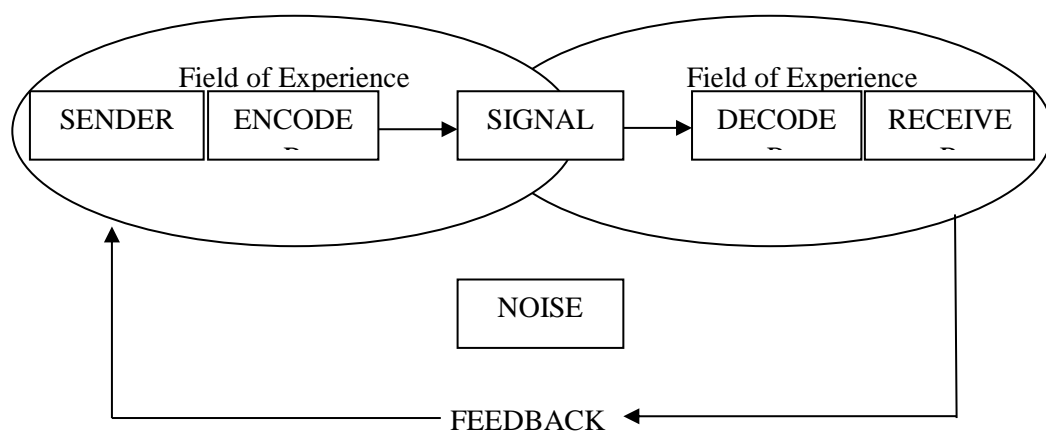 Field of Experience
Field of Experience
SENDER
ENCODE
SIGNAL
DECODE
RECEIVE
NOISE
FEEDBACK